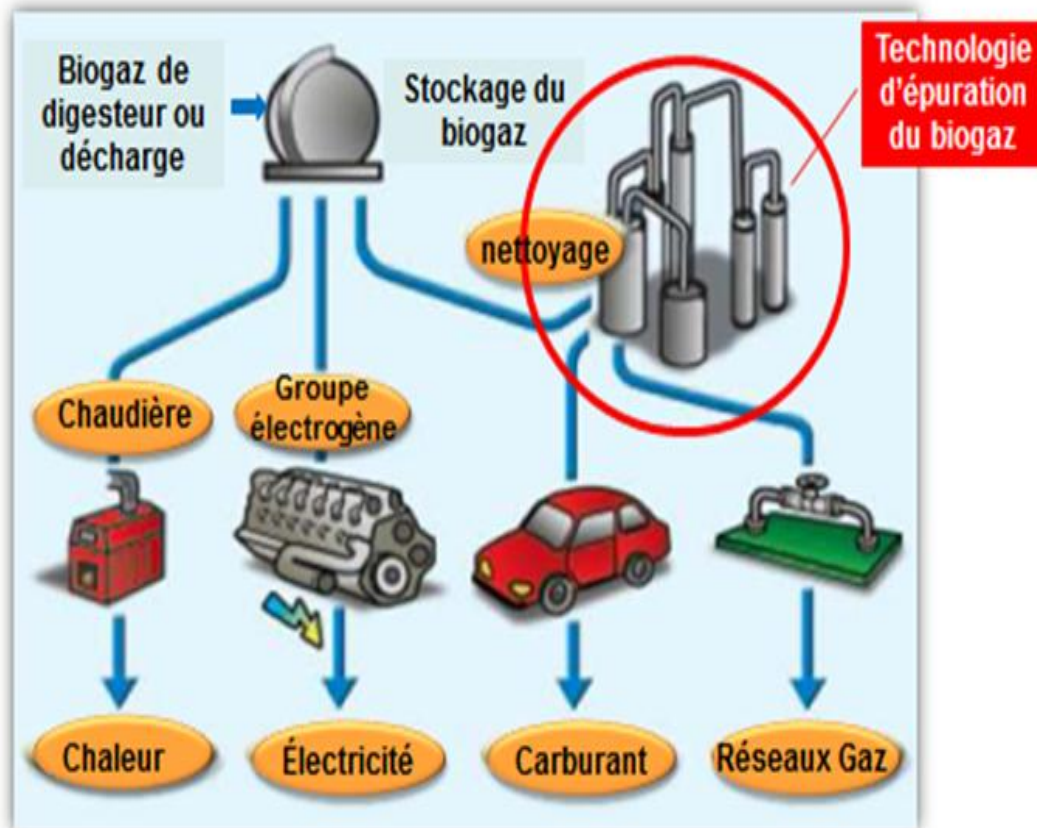 Biogaz de
digesteur ou
décharge
Stockage du
biogaz
Technologie
d'épuration
du biogaz
nettoyage
Chaudière
Groupe
électrogène
Chaleur
Électricité
Carburant
Réseaux Gaz